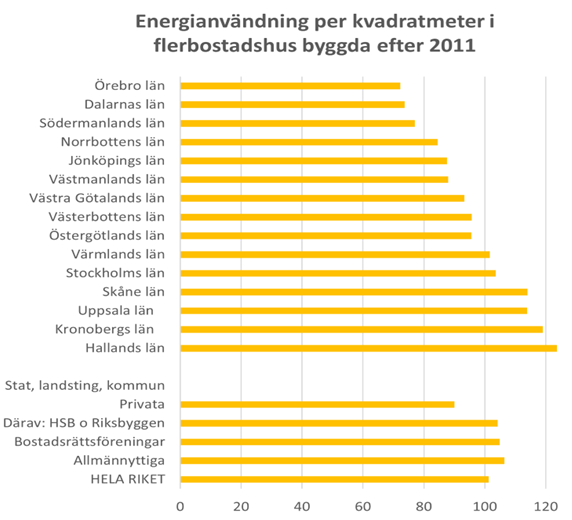 Energianvändning per kvadratmeter i
flerbostadshus byggda efter 2011
Örebro län
Dalarnas län
Södermanlands län
Norrbottens län
Jönköpings län
Västmanlands län
Västra Götalands län
Västerbottens län
Östergötlands län
Värmlands län
Stockholms län
Skåne län
Uppsala län
Kronobergs län
Hallands län
Stat, landsting, kommun
Privata
Därav: HSB o Riksbyggen
Bostadsrättsföreningar
Allmännyttiga
HELA RIKET
0 20 40 60 80 100 120